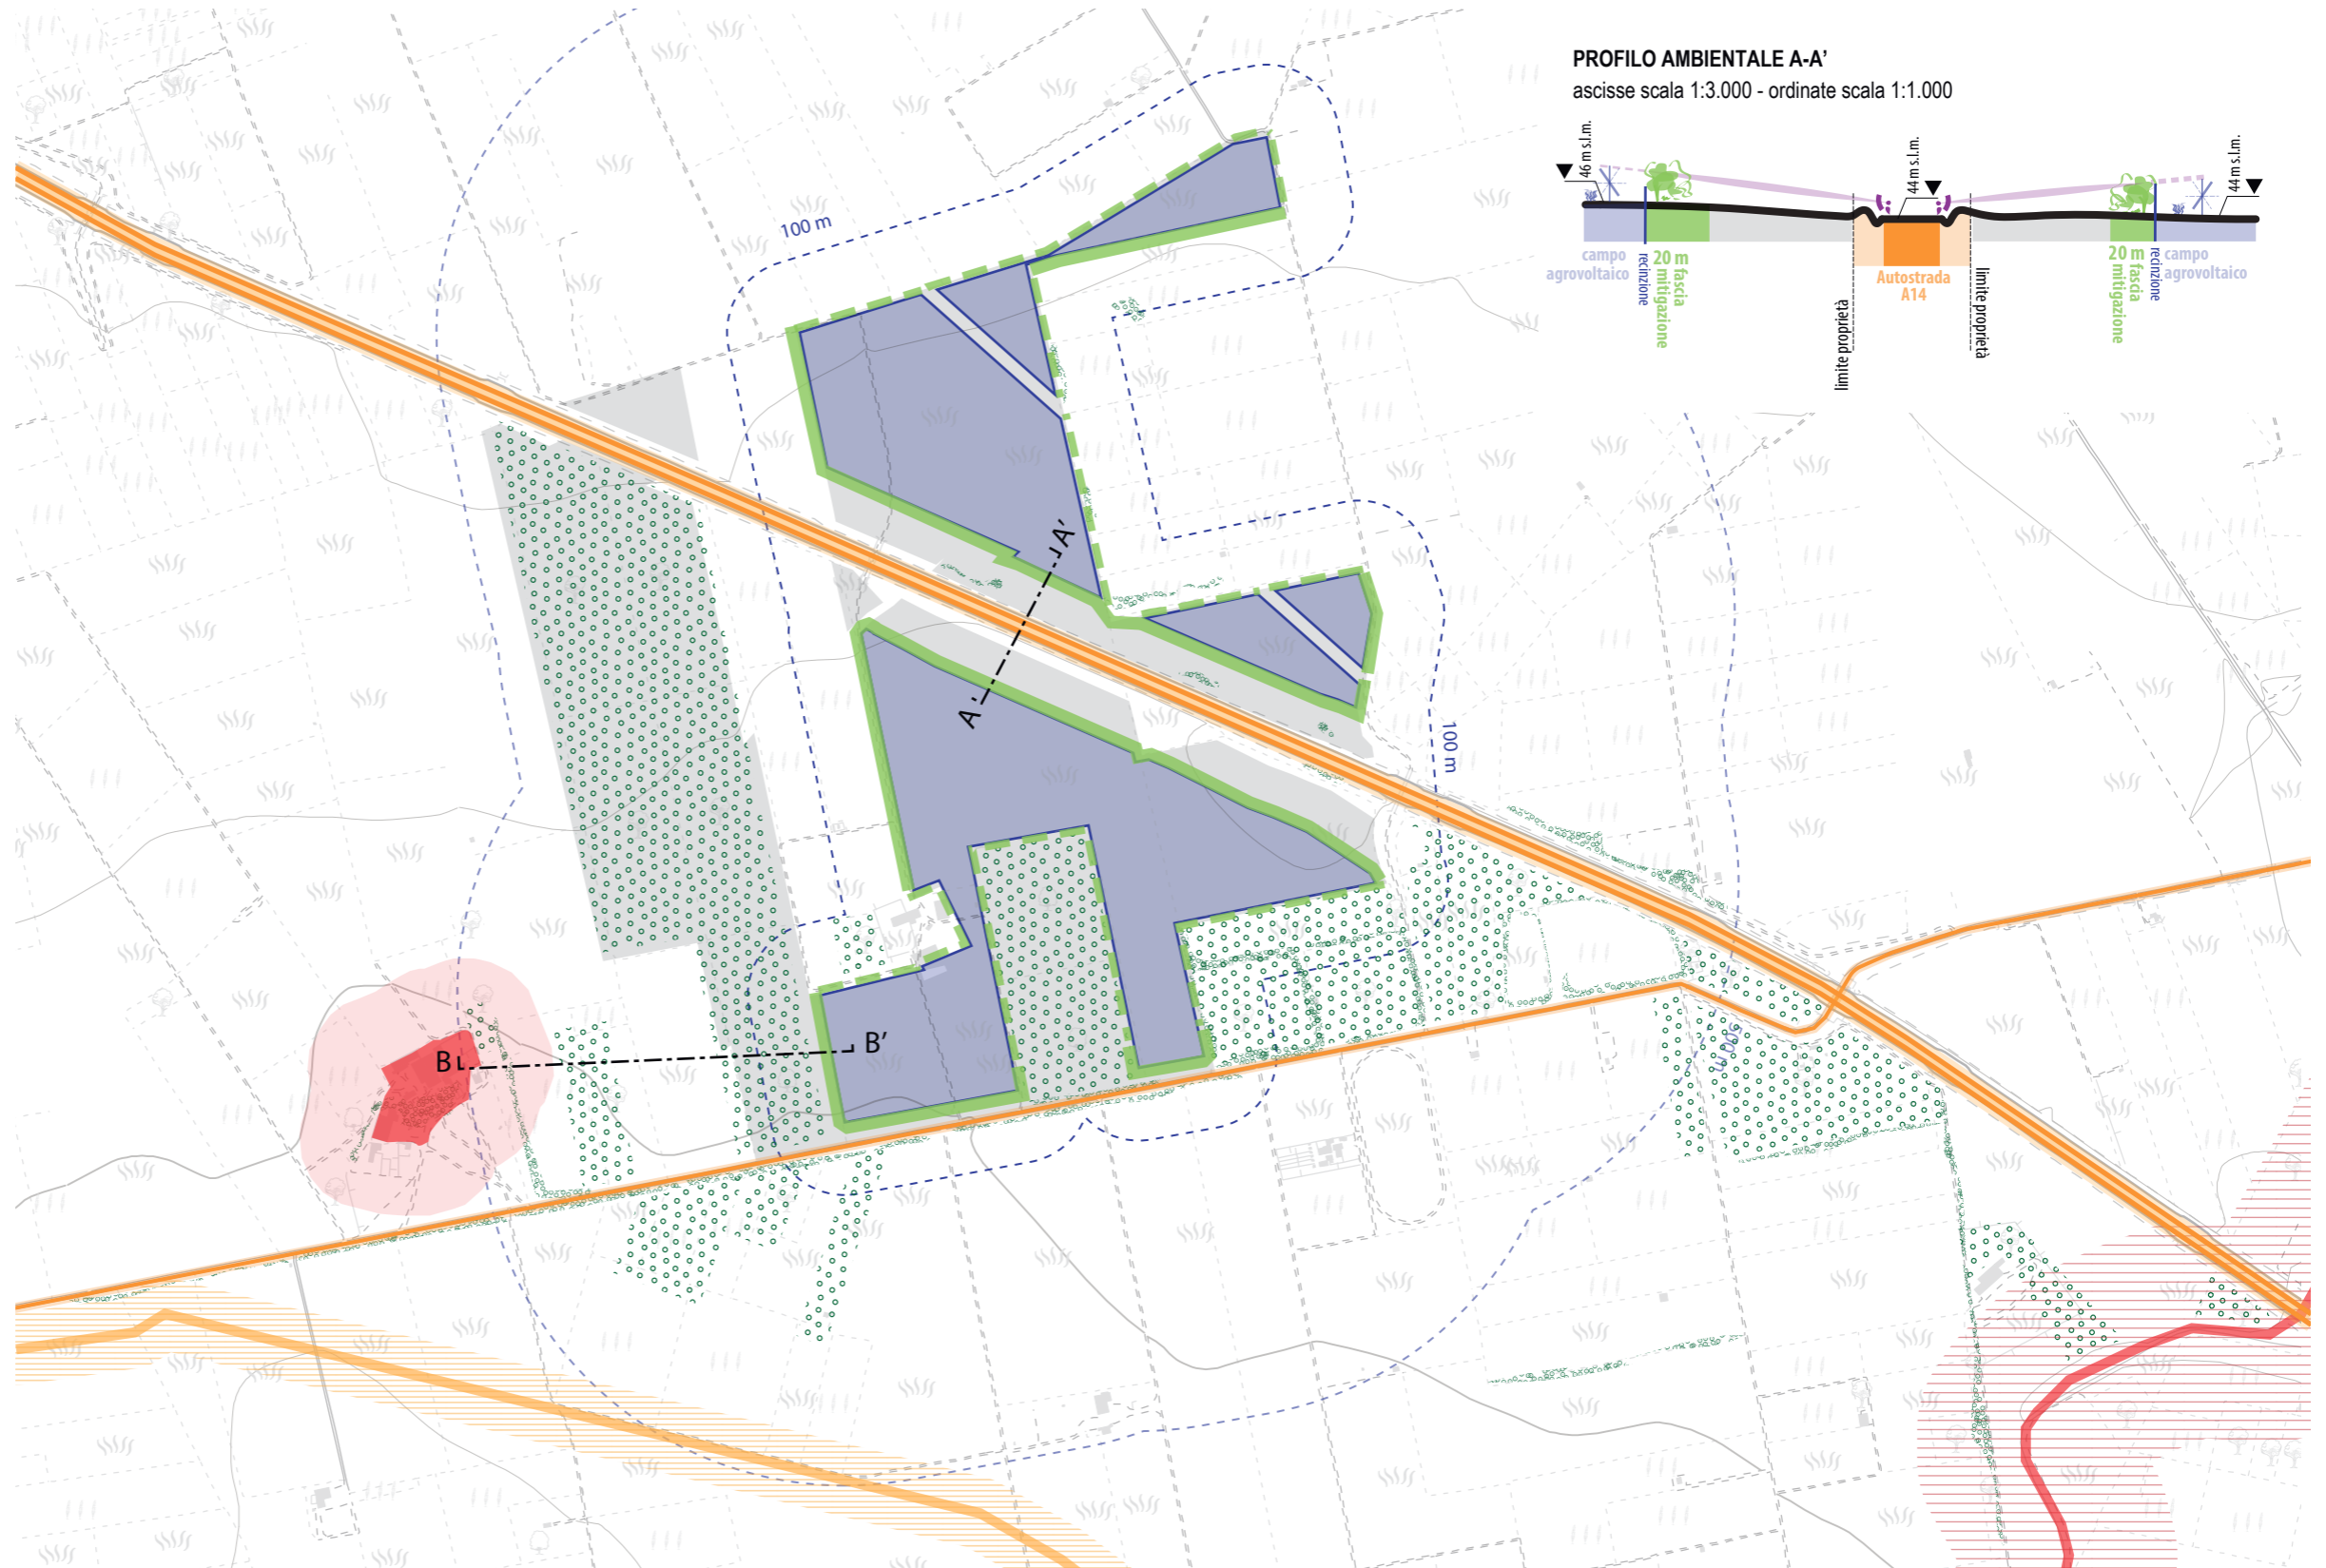 PROFILO AMBIENTALE A-A'
ascisse scala 1:3.000 - ordinate scala 1:1.000
46 m s.l.m.
44 m s.l.m.
44 m s.l.m.
campo
agrovoltaico
recinzione
20 m fascia
mitigazione
limite proprietà
Autostrada
A14
limite proprietà
20 m fascia
mitigazione
recinzione
campo
agrovoltaico
100 m
A'
A'
100 m
B
B'
500 m